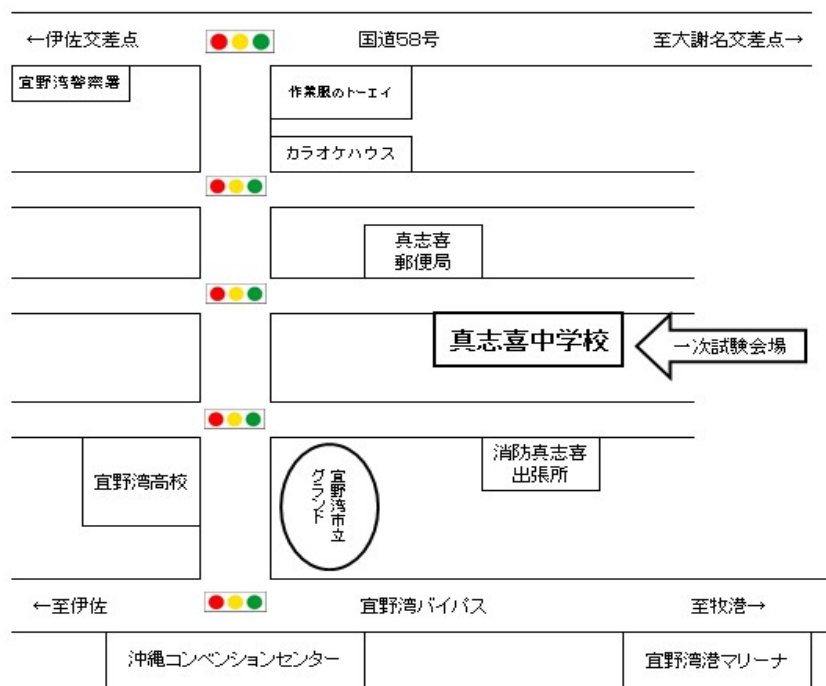 ←伊佐交差点
国道58号
至大謝名交差点→
宜野湾警察署
作業服のトーエイ
カラオケハウス
真志喜
郵便局
真志喜中学校
一次試験会場
宜野湾高校
宜野湾市立
グランド
消防真志喜
出張所
←至伊佐
宜野湾バイパス
至牧港→
沖縄コンベンションセンター
宜野湾港マリーナ